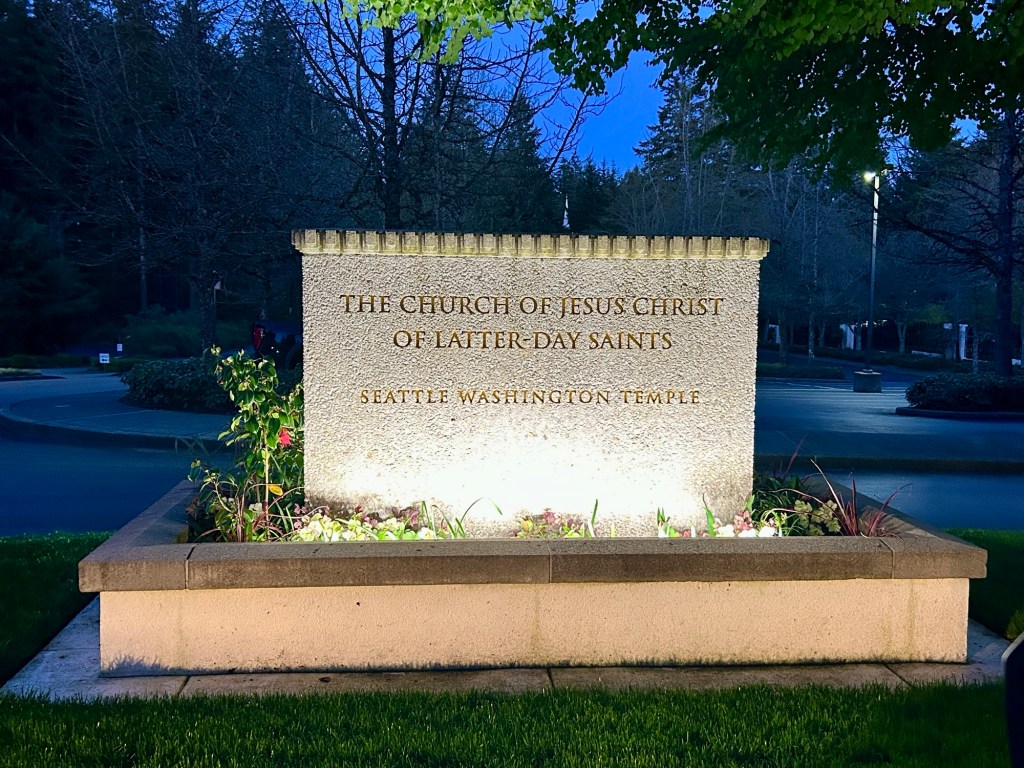 THE CHURCH OF JESUS CHRIST
OF LATTER-DAY SAINTS
SEATTLE WASHINGTON TEMPLE